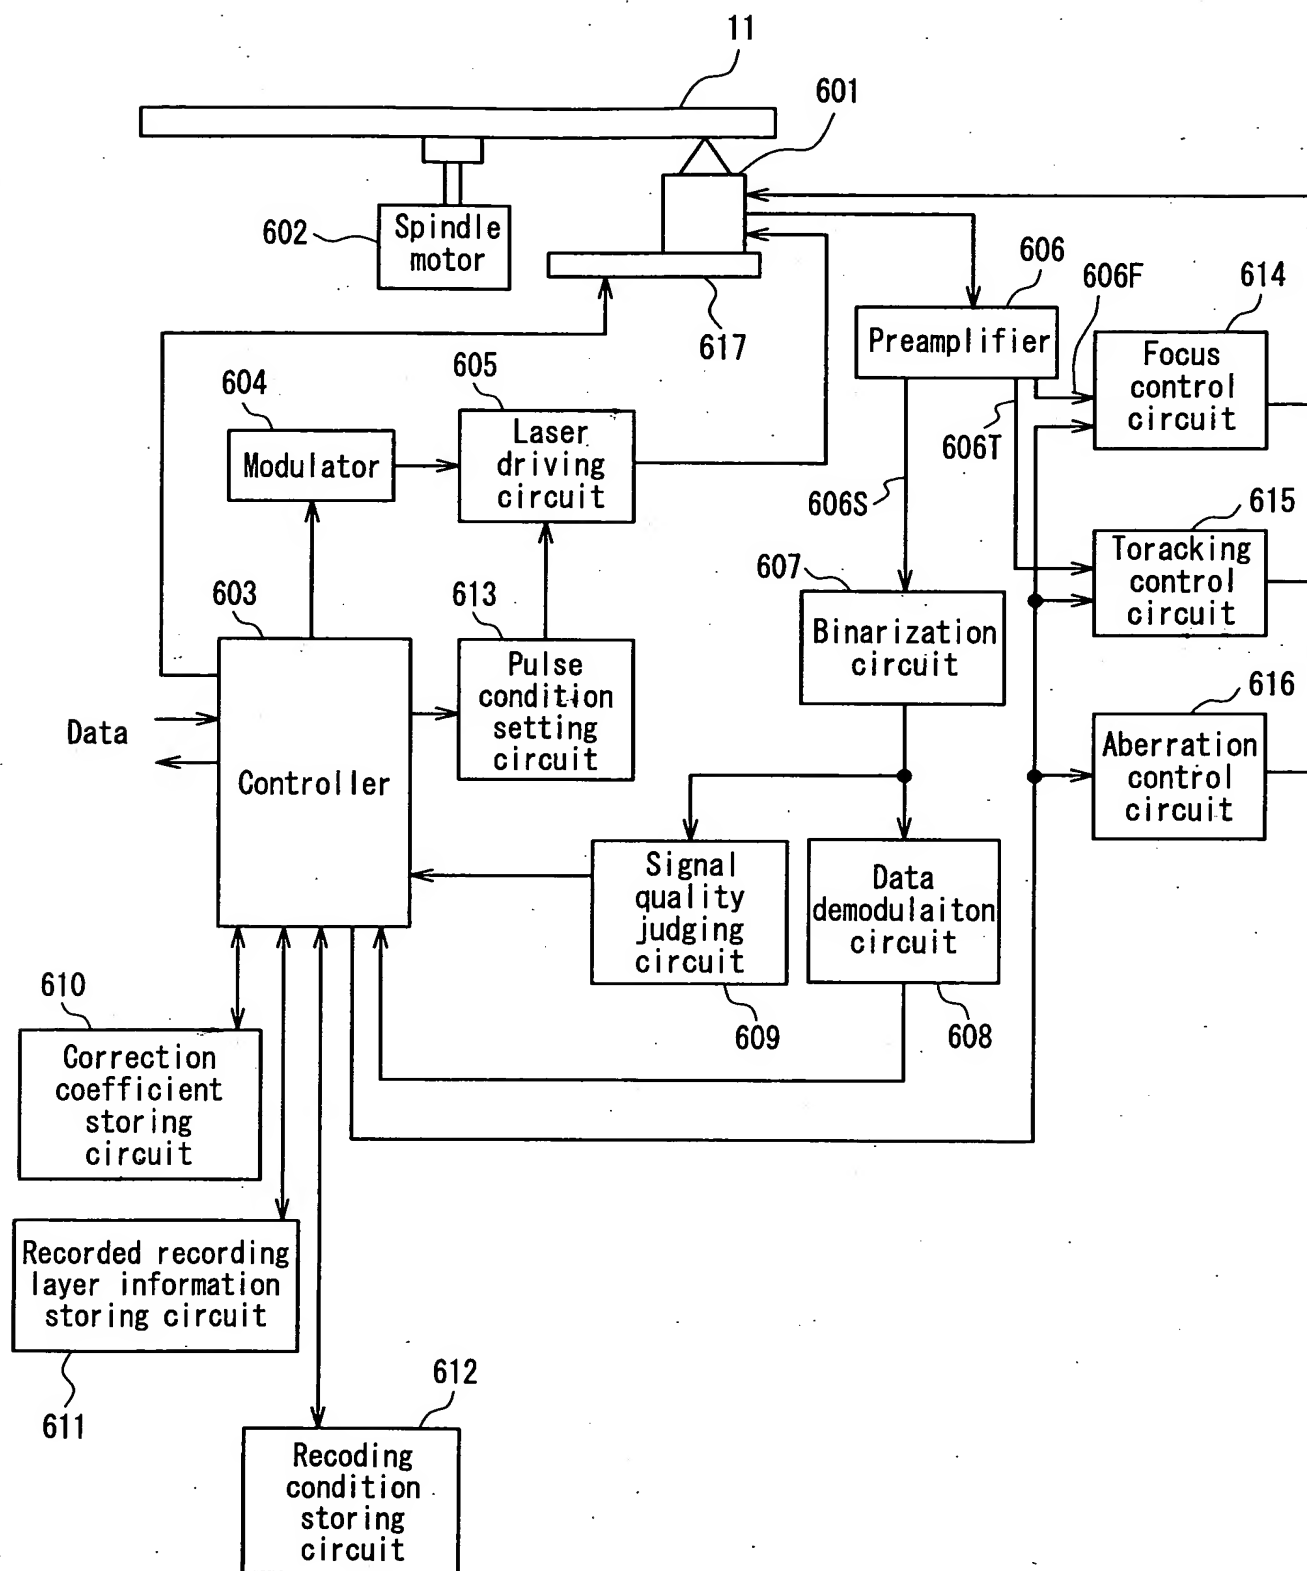 11
601
602
Spindle
motor
617
606
606F
614
Preamplifier
Focus
control
circuit
604
605
Modulator
Laser
driving
circuit
606T
606S
615
Toracking
control
circuit
603
613
607
Binarization
circuit
Pulse
condition
setting
circuit
616
Data
Controller
Aberration
control
circuit
Signal
quality
judging
circuit
Data
demodulaiton
circuit
610
609
608
Correction
coefficient
storing
circuit
Recorded recording
layer information
storing circuit
611
612
Recoding
condition
storing
circuit